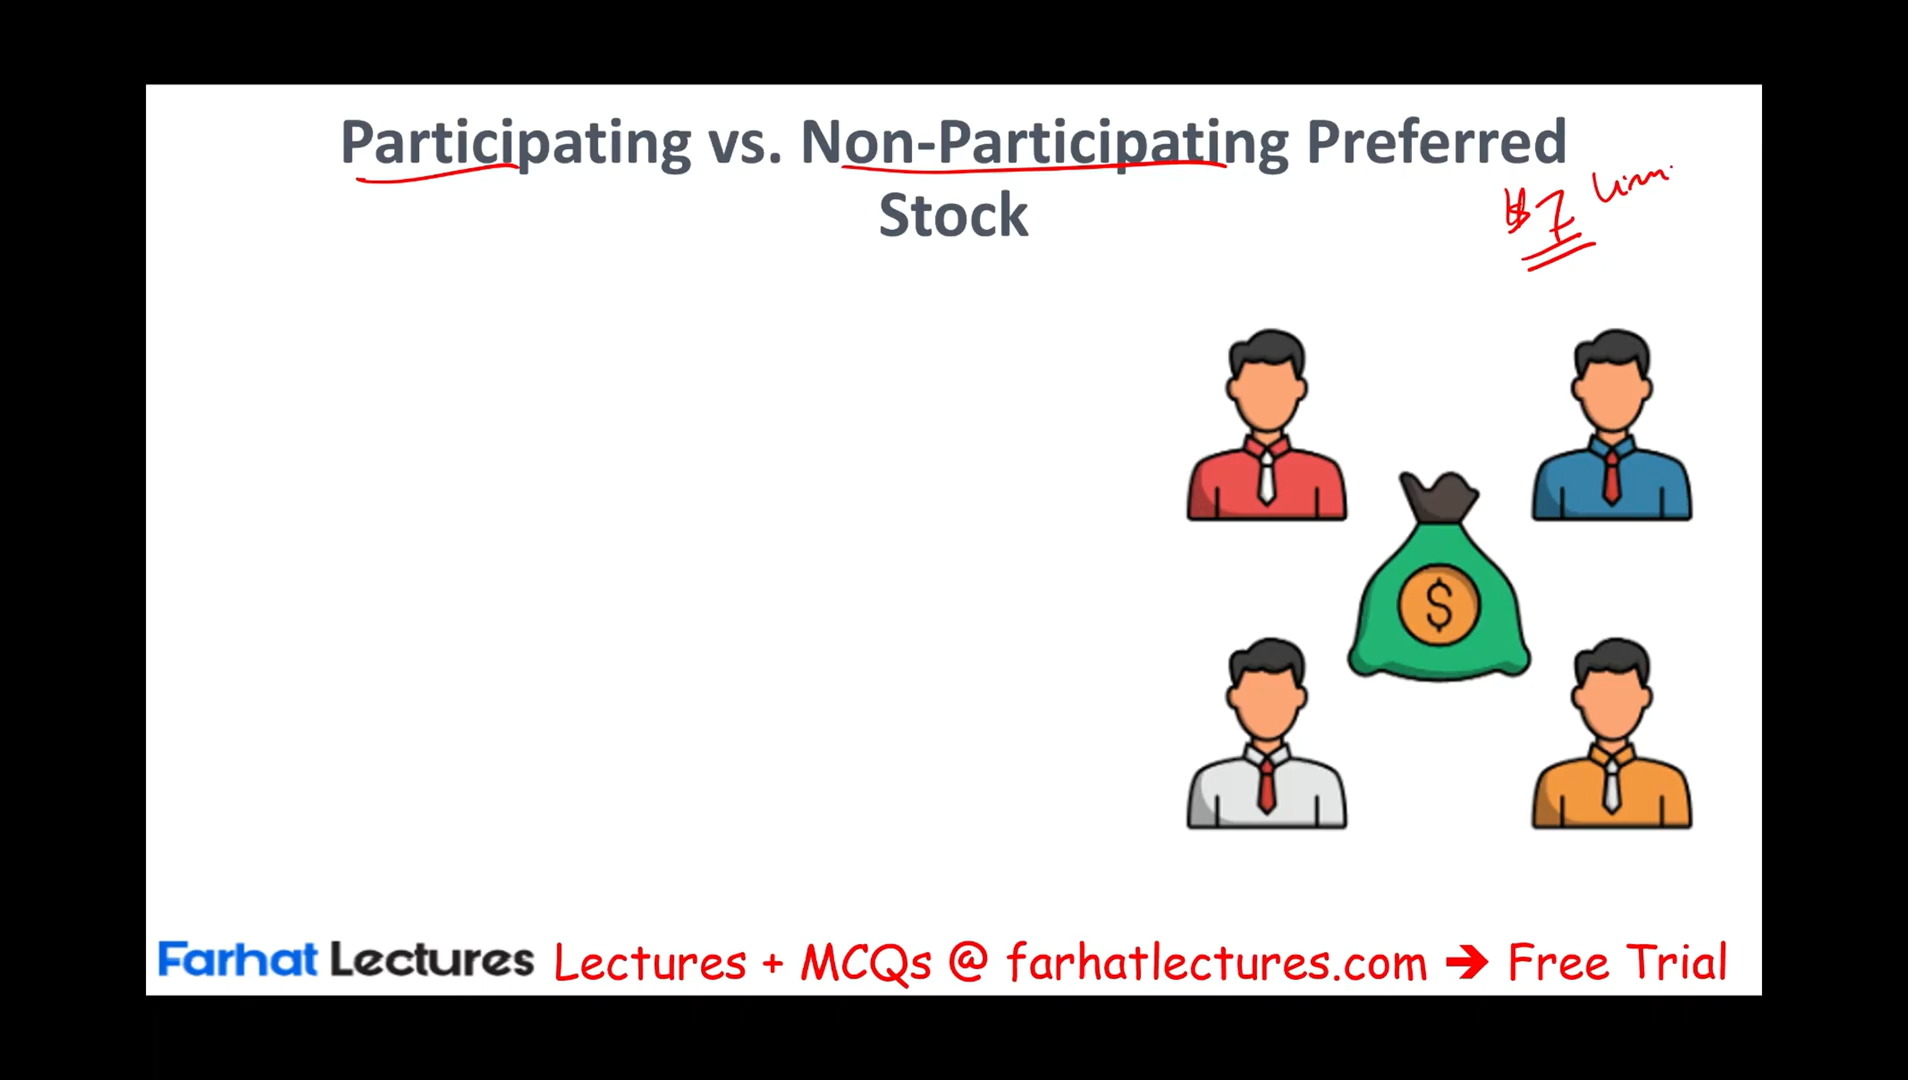 Participating vs. Non-Participating Preferred
Stock
$7
$
Farhat Lectures Lectures + MCQs @ farhatlectures.com → Free Trial